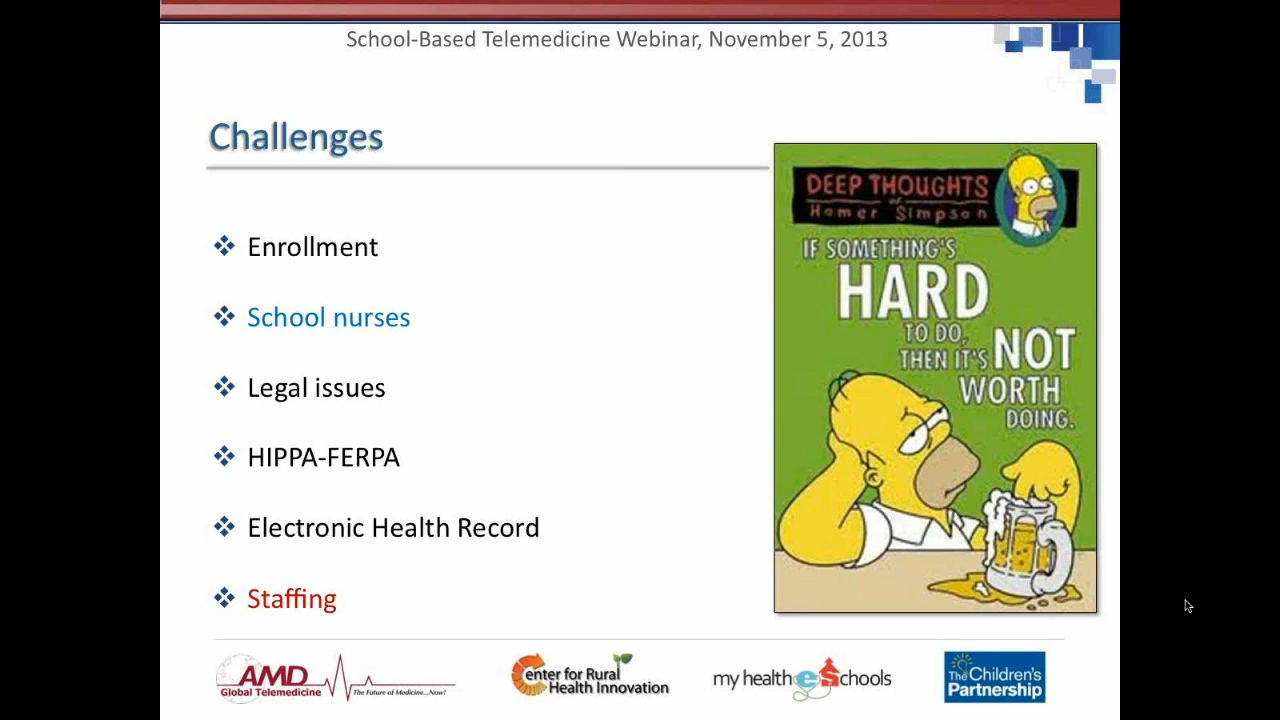 School-Based Telemedicine Webinar, November 5, 2013
Challenges
Enrollment
School nurses
Legal issues
HIPPA-FERPA
Electronic Health Record
Staffing
DEEP THOUGHTS
of
Homer Simpson
IF SOMETHING'S
HARD
TO DO,
THEN IT'S NOT
WORTH
DOING.
AMD
Global Telemedicine
The Future of Medicine...Now!
Center for Rural
Health Innovation
my health e Schools
The Children's
Partnership